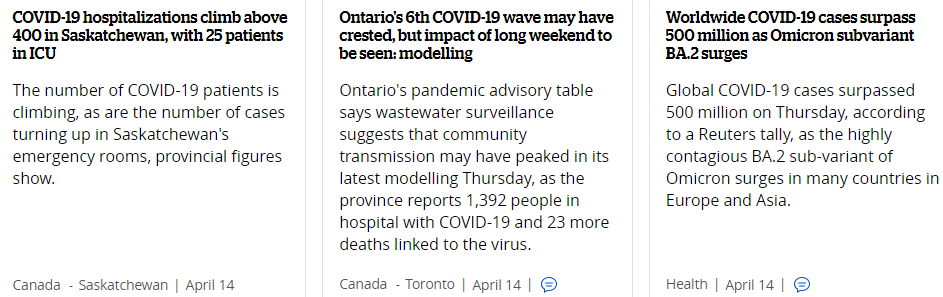 COVID-19 hospitalizations climb above
400 in Saskatchewan, with 25 patients
in ICU
The number of COVID-19 patients is
climbing, as are the number of cases
turning up in Saskatchewan's
emergency rooms, provincial figures
show.
Canada - Saskatchewan | April 14
Ontario's 6th COVID-19 wave may have
crested, but impact of long weekend to
be seen: modelling
Ontario's pandemic advisory table
says wastewater surveillance
suggests that community
transmission may have peaked in its
latest modelling Thursday, as the
province reports 1,392 people in
hospital with COVID-19 and 23 more
deaths linked to the virus.
Canada - Toronto | April 14 |
Worldwide COVID-19 cases surpass
500 million as Omicron subvariant
BA.2 surges
Global COVID-19 cases surpassed
500 million on Thursday, according
to a Reuters tally, as the highly
contagious BA.2 sub-variant of
Omicron surges in many countries in
Europe and Asia.
Health | April 14 |